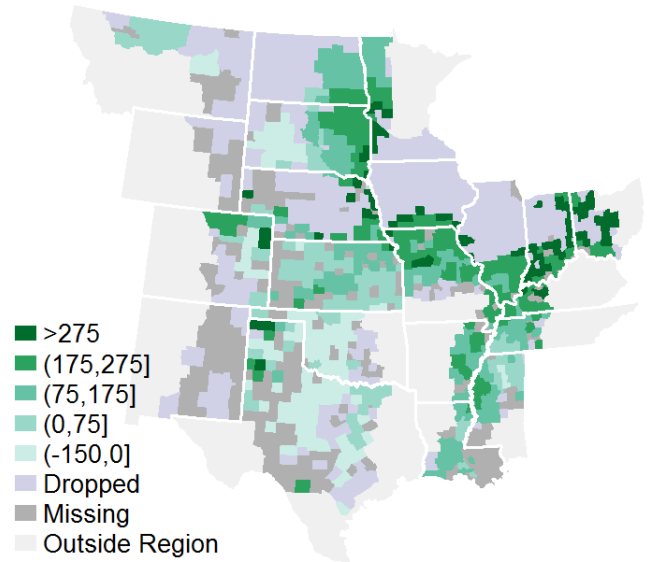 >275
(175,275]
(75,175]
(0,75]
(-150,0]
Dropped
Missing
Outside Region